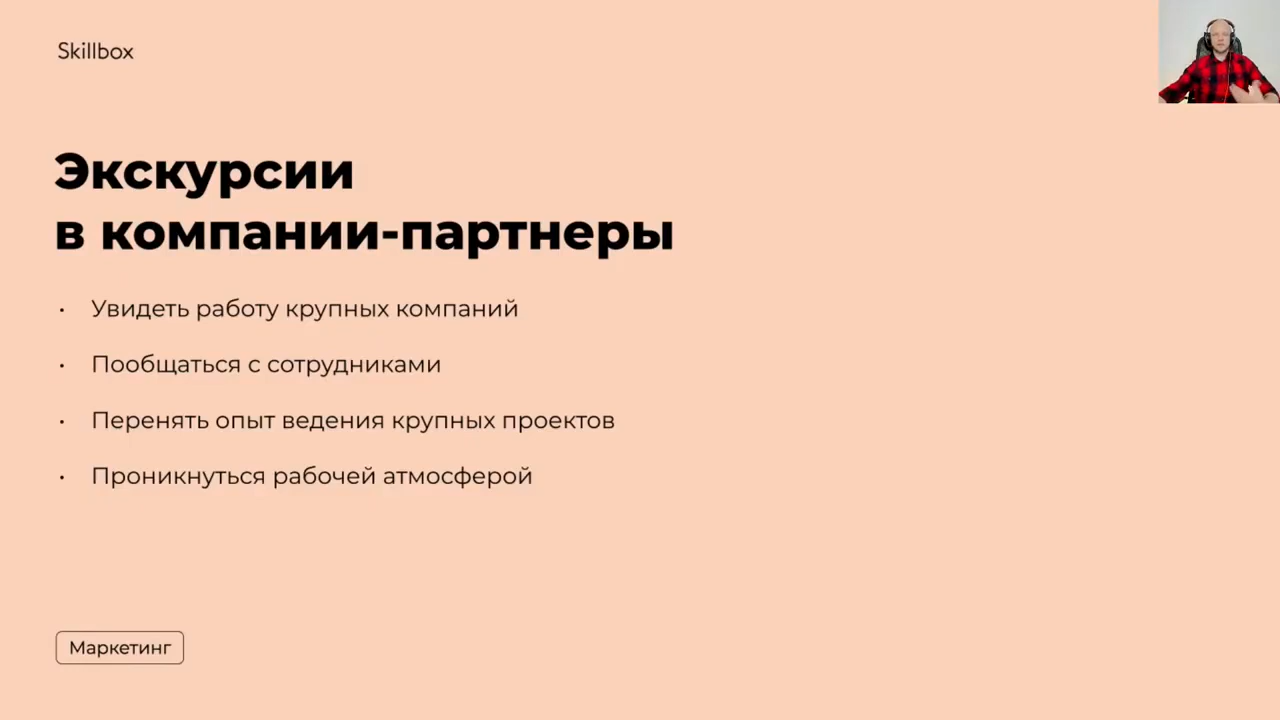 Skillbox
Экскурсии
в компании-партнеры
• Увидеть работу крупных компаний
• Пообщаться с сотрудниками
• Перенять опыт ведения крупных проектов
• Проникнуться рабочей атмосферой
Маркетинг